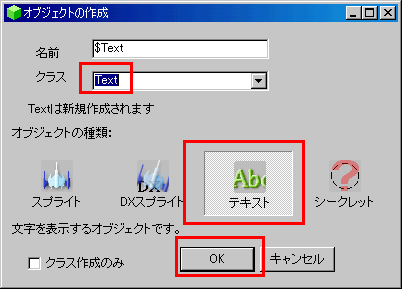 オブジェクトの作成
名前 $Text
クラス Text
Textは新規作成されます
オブジェクトの種類:
DX Abc ?
スプライト DXスプライト テキスト シークレット
文字を表示するオブジェクトです。
クラス作成のみ OK キャンセル